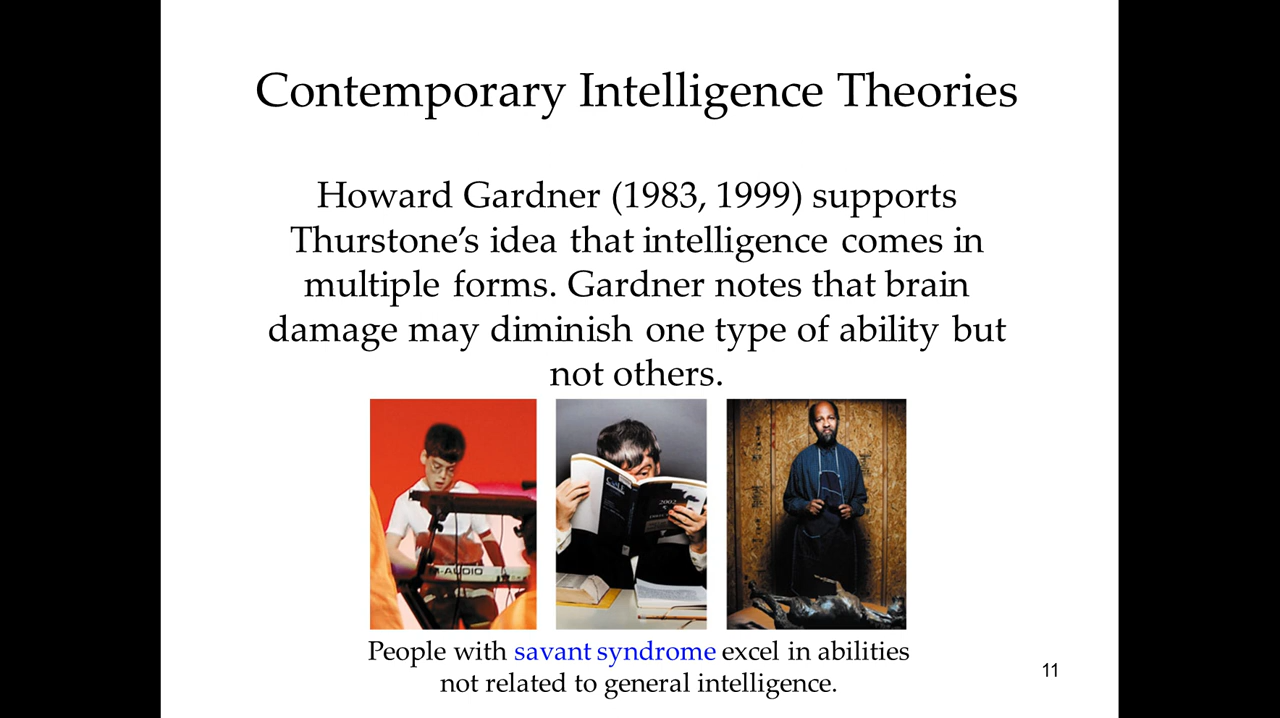 Contemporary Intelligence Theories
Howard Gardner (1983, 1999) supports
Thurstone’s idea that intelligence comes in
multiple forms. Gardner notes that brain
damage may diminish one type of ability but
not others.
M-AUDIO
2002
People with savant syndrome excel in abilities
not related to general intelligence.
11